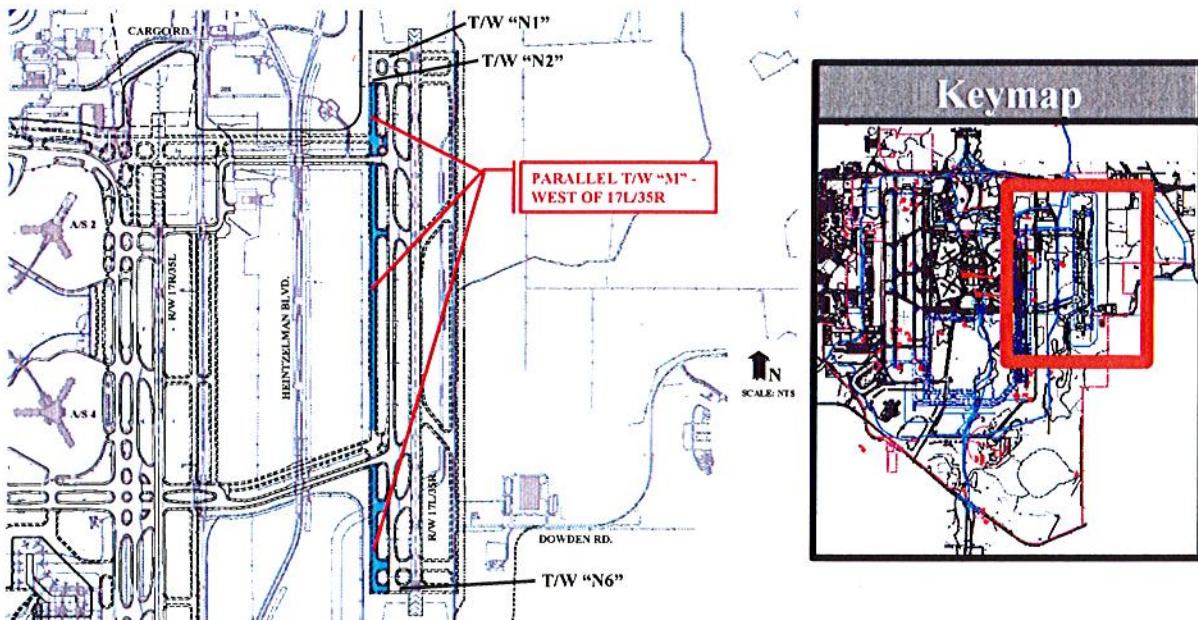 T/W "N1"
CARGO RD.
T/W "N2"
Keymap
PARALLEL T/W "M" -
WEST OF 17L/35R
A/S 2
R/W 17R/35L
HEINTZELMAN BLVD.
N
SCALE: NTS
A/S 4
R/W 17L/35R
DOWDEN RD.
T/W "N6"